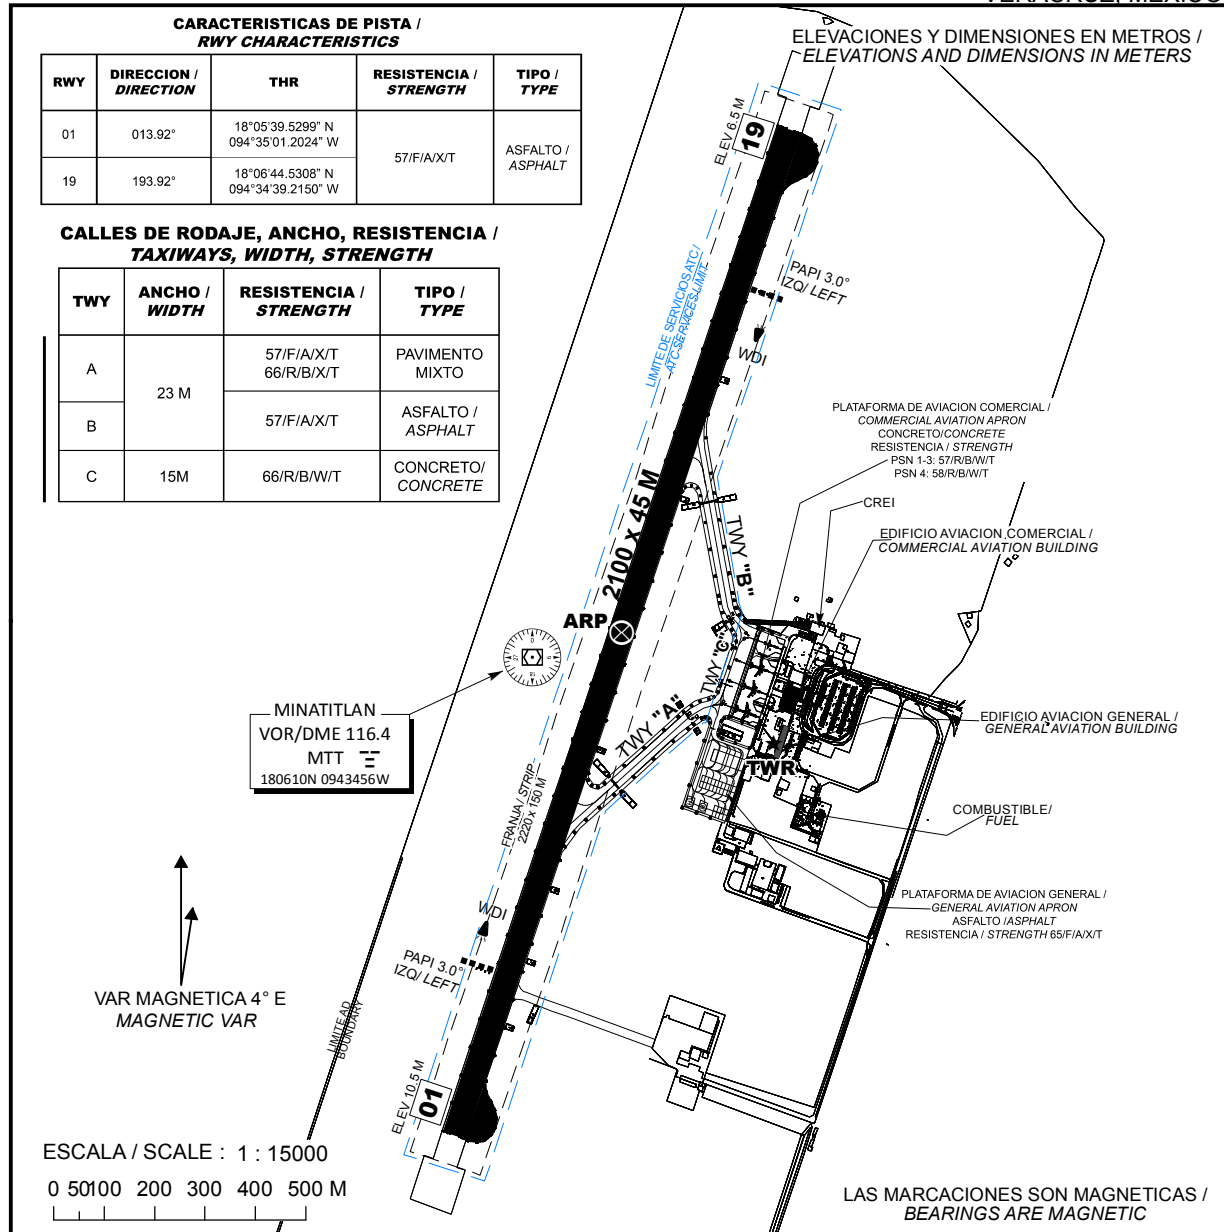 CARACTERISTICAS DE PISTA /
RWY CHARACTERISTICS
RWY
DIRECCION /
DIRECTION
THR
RESISTENCIA /
STRENGTH
TIPO /
TYPE
01
013.92°
18°05'39.5299" N
094°35'01.2024" W
57/F/A/X/T
ASFALTO /
ASPHALT
19
193.92°
18°06'44.5308" N
094°34'39.2150" W
CALLES DE RODAJE, ANCHO, RESISTENCIA /
TAXIWAYS, WIDTH, STRENGTH
TWY
ANCHO /
WIDTH
RESISTENCIA /
STRENGTH
TIPO /
TYPE
A
23 M
57/F/A/X/T
66/R/B/X/T
PAVIMENTO
MIXTO
B
57/F/A/X/T
ASFALTO /
ASPHALT
C
15M
66/R/B/W/T
CONCRETO/
CONCRETE
ELEVACIONES Y DIMENSIONES EN METROS /
ELEVATIONS AND DIMENSIONS IN METERS
ELEV 6.5 M
19
LIMITE DE SERVICIOS ATC /
ATC SERVICES LIMIT
PAPI 3.0°
IZQ/ LEFT
WDI
PLATAFORMA DE AVIACION COMERCIAL /
COMMERCIAL AVIATION APRON
CONCRETO/CONCRETE
RESISTENCIA / STRENGTH
PSN 1-3: 57/R/B/W/T
PSN 4: 58/R/B/W/T
CREI
EDIFICIO AVIACION COMERCIAL /
COMMERCIAL AVIATION BUILDING
2100 x 45 M
TWY "B"
ARP
TWY "C"
TWY "A"
0
9
18
27
MINATITLAN
VOR/DME 116.4
MTT
180610N 0943456W
EDIFICIO AVIACION GENERAL /
GENERAL AVIATION BUILDING
TWR
COMBUSTIBLE/
FUEL
FRANJA / STRIP
2220 x 150 M
PLATAFORMA DE AVIACION GENERAL /
GENERAL AVIATION APRON
ASFALTO /ASPHALT
RESISTENCIA / STRENGTH 65/F/A/X/T
WDI
PAPI 3.0°
IZQ/ LEFT
VAR MAGNETICA 4° E
MAGNETIC VAR
LIMITE AD
BOUNDARY
ELEV 10.5 M
01
ESCALA / SCALE : 1 : 15000
0 50 100 200 300 400 500 M
LAS MARCACIONES SON MAGNETICAS /
BEARINGS ARE MAGNETIC